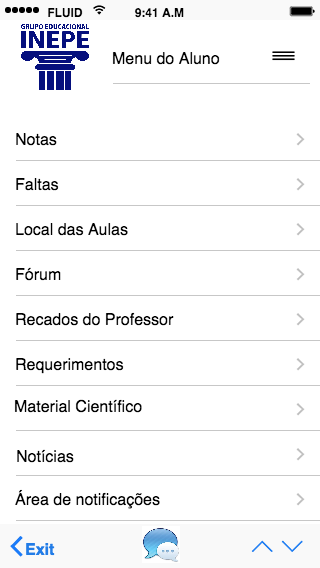 FLUID 9:41 A.M
GRUPO EDUCACIONAL
INEPE
Menu do Aluno
Notas
Faltas
Local das Aulas
Fórum
Recados do Professor
Requerimentos
Material Científico
Notícias
Área de notificações
Exit